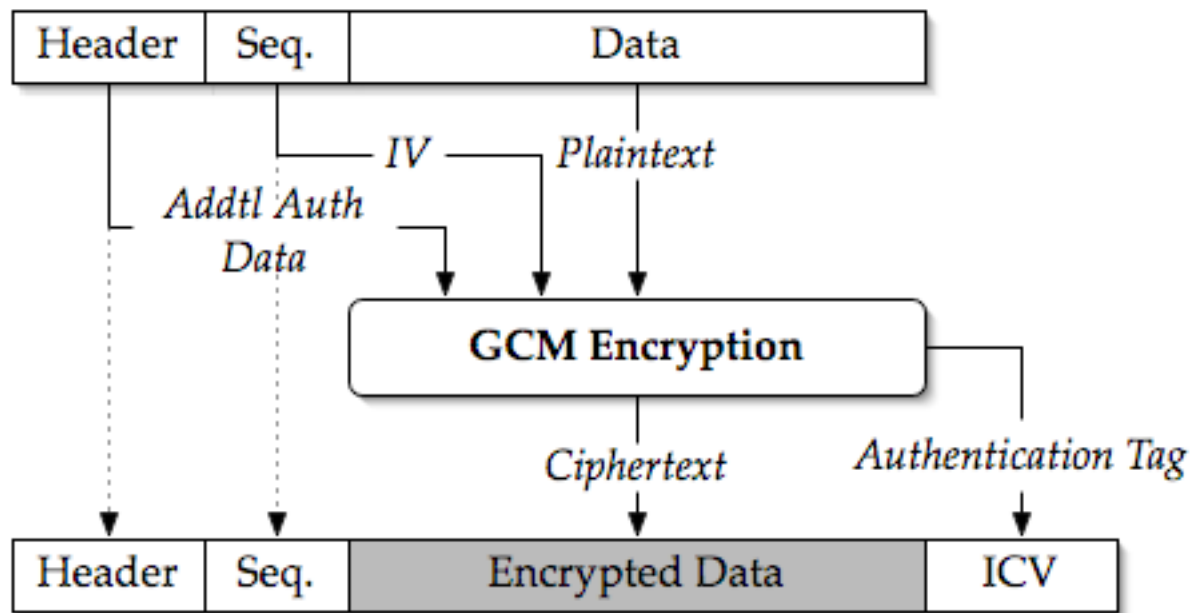 Header Seq. Data
IV Plaintext
Addtl Auth
Data
GCM Encryption
Ciphertext Authentication Tag
Header Seq. Encrypted Data ICV